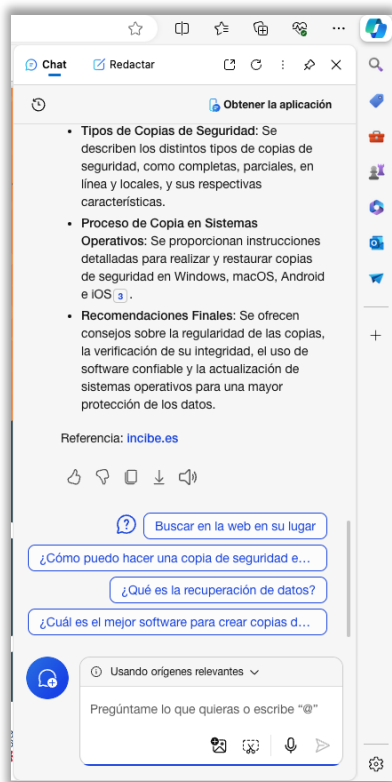 Chat
Redactar
Obtener la aplicación
• Tipos de Copias de Seguridad: Se
describen los distintos tipos de copias de
seguridad, como completas, parciales, en
línea y locales, y sus respectivas
características.
• Proceso de Copia en Sistemas
Operativos: Se proporcionan instrucciones
detalladas para realizar y restaurar copias
de seguridad en Windows, macOS, Android
e iOS 3 .
• Recomendaciones Finales: Se ofrecen
consejos sobre la regularidad de las copias,
la verificación de su integridad, el uso de
software confiable y la actualización de
sistemas operativos para una mayor
protección de los datos.
Referencia: incibe.es
Buscar en la web en su lugar
¿Cómo puedo hacer una copia de seguridad e...
¿Qué es la recuperación de datos?
¿Cuál es el mejor software para crear copias d...
Usando orígenes relevantes
Pregúntame lo que quieras o escribe “@”